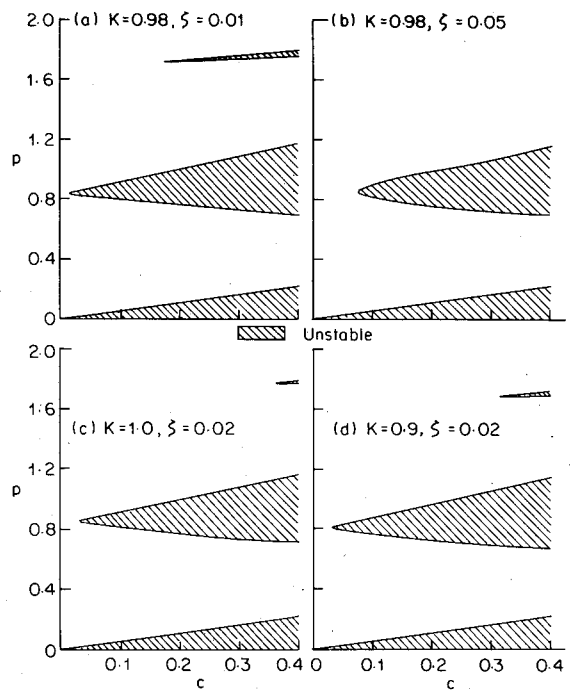 2.0 (a) K=0.98, ζ=0.01 (b) K=0.98, ζ=0.05
1.6
1.2
p
0.8
0.4
0
Unstable
2.0
1.6
(c) K=1.0, ζ=0.02 (d) K=0.9, ζ=0.02
1.2
p
0.8
0.4
0
0.1 0.2 0.3 0.4 0 0.1 0.2 0.3 0.4
c c